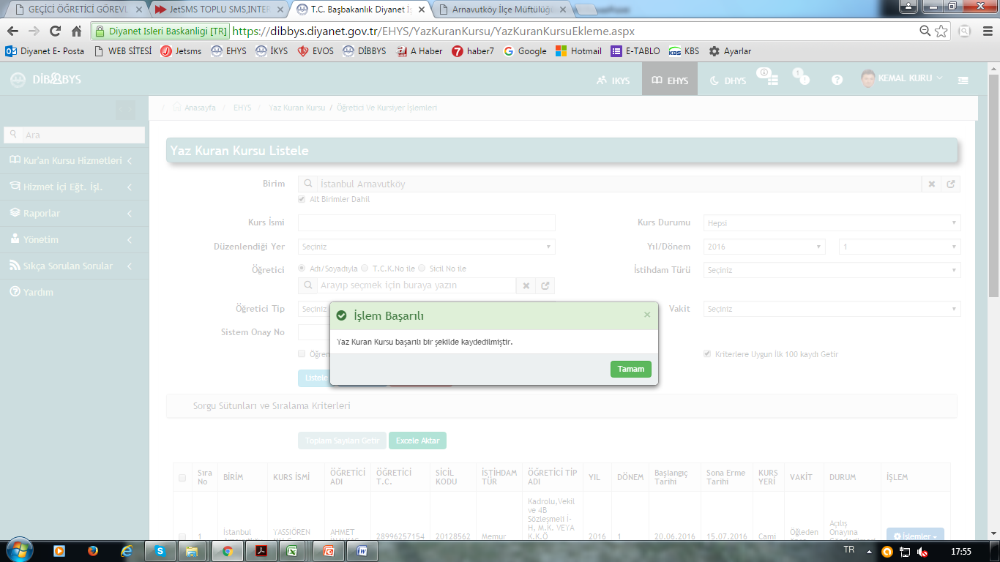 GEÇİCİ ÖĞRETİCİ GÖREVL
JetSMS TOPLU SMS,INTER
T.C. Başbakanlık Diyanet İş
Arnavutköy İlçe Müftülüğü
Diyanet Isleri Baskanligi [TR]
https://dibbys.diyanet.gov.tr/EHYS/YazKuranKursu/YazKuranKursuEkleme.aspx
Diyanet E- Posta
WEB SİTESİ
Jetsms
EHYS
İKYS
EVOS
DİBBYS
A Haber
haber7
Google
Hotmail
E-TABLO
KBS
Ayarlar
DİBBYS
IKYS
EHYS
DHYS
1
KEMAL KURU
/ Anasayfa / EHYS / Yaz Kuran Kursu / Öğretici Ve Kursiyer İşlemleri
Ara
Kur'an Kursu Hizmetleri
Hizmet İçi Eğt. İşl.
Raporlar
Yönetim
Sıkça Sorulan Sorular
Yardım
Yaz Kuran Kursu Listele
Birim
İstanbul Arnavutköy
Alt Birimler Dahil
Kurs İsmi
Kurs Durumu
Hepsi
Düzenlendiği Yer
Seçiniz
Yıl/Dönem
2016
1
Öğretici
Adı/Soyadıyla
T.C.K.No ile
Sicil No ile
İstihdam Türü
Seçiniz
Arayıp seçmek için buraya yazın
Öğretici Tip
Seçiniz
Vakit
Seçiniz
Sistem Onay No
Kriterlere Uygun İlk 100 kaydı Getir
Listele
İşlem Başarılı
×
Yaz Kuran Kursu başarılı bir şekilde kaydedilmiştir.
Tamam
Sorgu Sütunları ve Sıralama Kriterleri
Toplam Sayıları Getir
Excele Aktar
Sıra No
BİRİM
KURS İSMİ
ÖĞRETİCİ ADI
ÖĞRETİCİ T.C.
SİCİL KODU
İSTİHDAM TÜR
ÖĞRETİCİ TİP ADI
YIL
DÖNEM
Başlangıç Tarihi
Sona Erme Tarihi
KURS YERİ
VAKİT
DURUM
İŞLEM
1
İstanbul
YASSIÖREN
AHMET
28996257154
20128562
Memur
Kadrolu,Vekil
ve 4B
Sözleşmeli İ-
H, M.K. VEYA
K.K.Ö
2016
1
20.06.2016
15.07.2016
Cami
Öğleden
Açılış
Onayına
İşlemler
TR
17:55